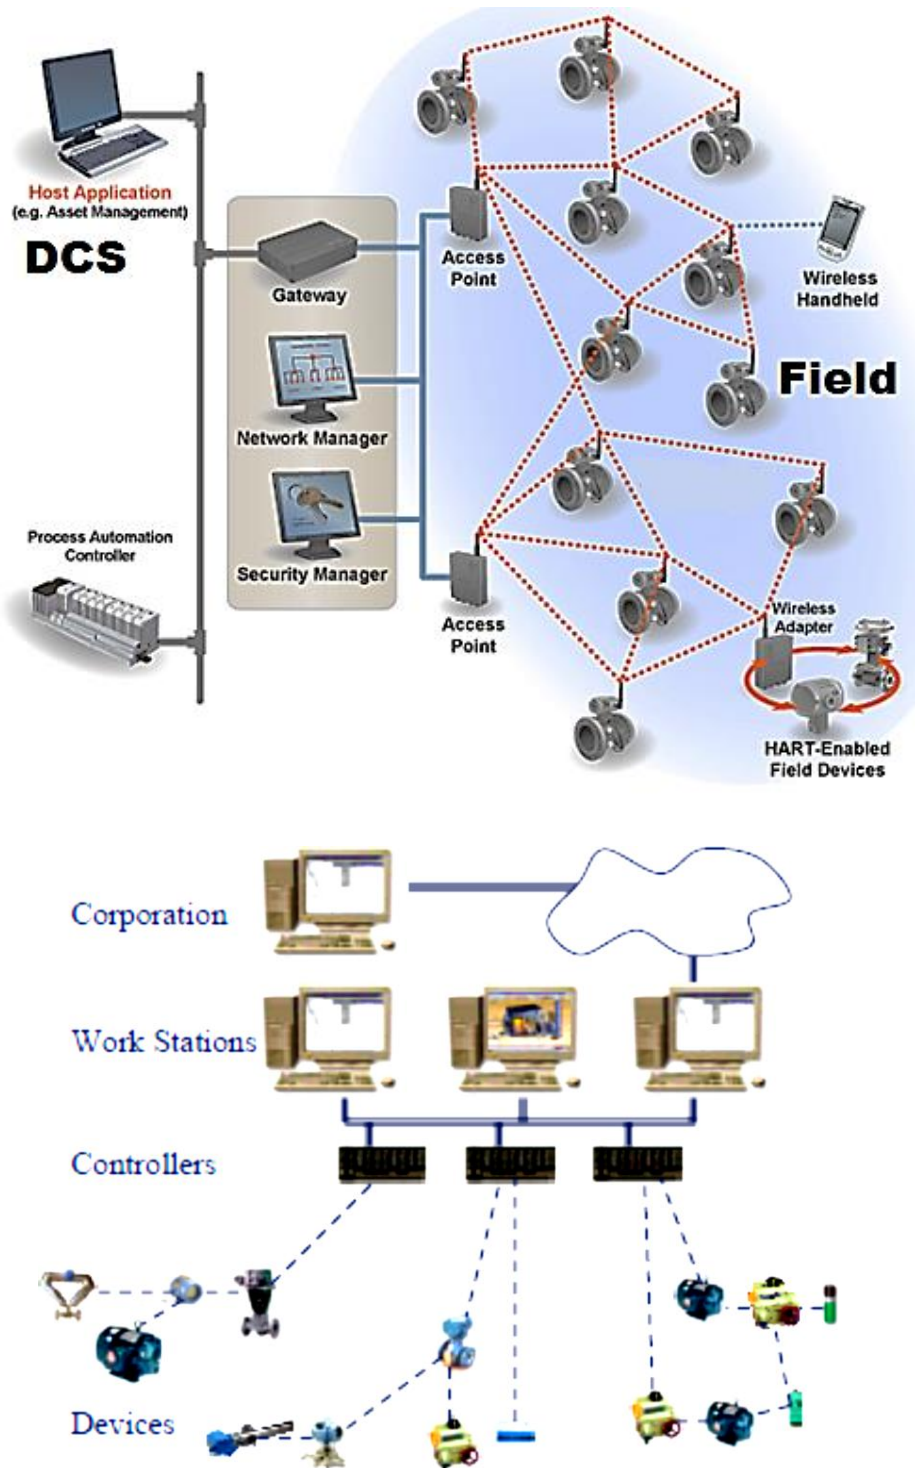 Host Application
(e.g. Asset Management)
DCS
Gateway
Access
Point
Wireless
Handheld
Field
Network Manager
Process Automation
Controller
Security Manager
Access
Point
Wireless
Adapter
HART-Enabled
Field Devices
Corporation
Work Stations
Controllers
Devices